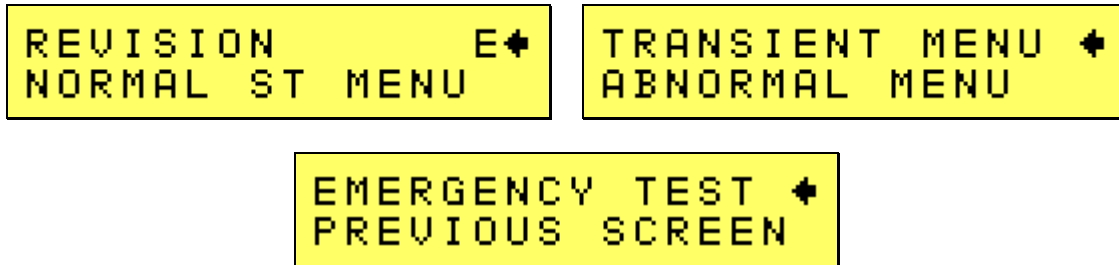 REVISION E←
NORMAL ST MENU
TRANSIENT MENU ←
ABNORMAL MENU
EMERGENCY TEST ←
PREVIOUS SCREEN